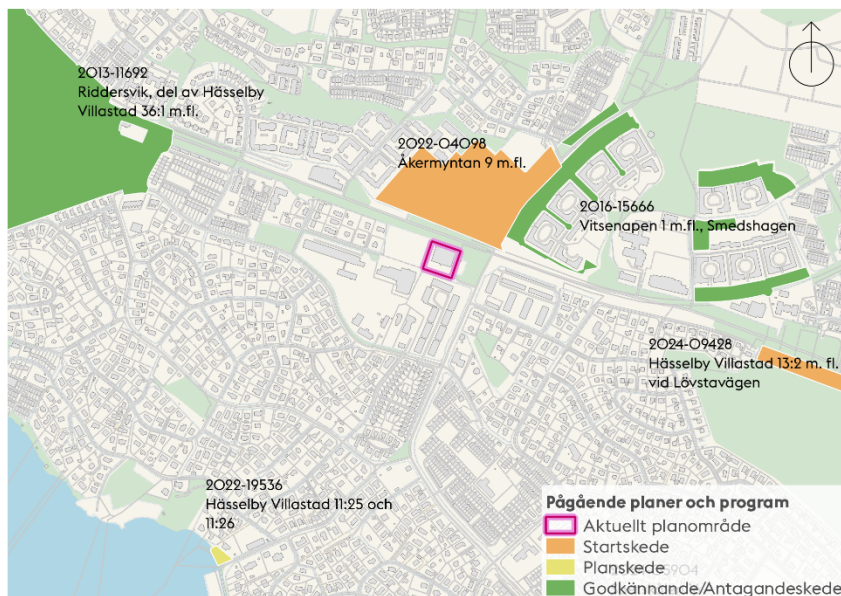 2013-11692
Riddersvik, del av Hässelby
Villastad 36:1 m.fl.
2022-04098
Åkermyntan 9 m.fl.
2016-15666
Vitsenapen 1 m.fl., Smedshagen
2024-09428
Hässelby Villastad 13:2 m. fl.
vid Lövstavägen
2022-19536
Hässelby Villastad 11:25 och
11:26
Pågående planer och program
Aktuellt planområde
Startskede
Planskede
Godkännande/Antagandeskede